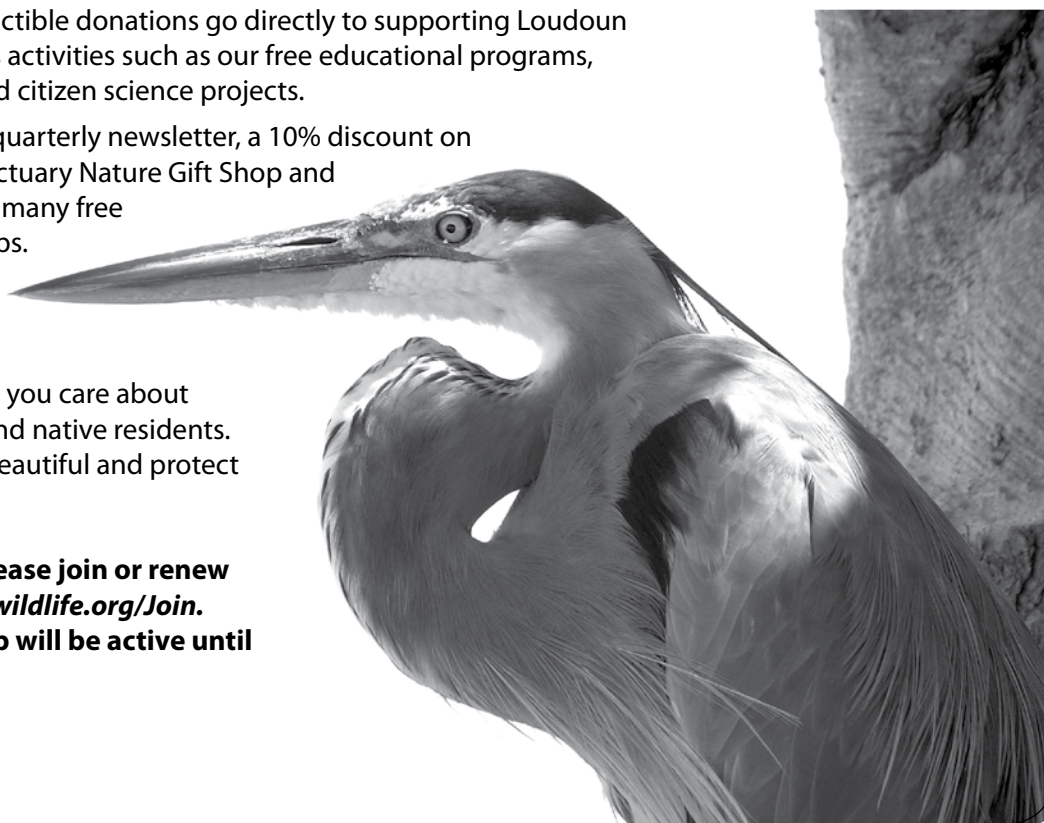 ctible donations go directly to supporting Loudoun
activities such as our free educational programs,
d citizen science projects.
quarterly newsletter, a 10% discount on
ctuary Nature Gift Shop and
many free
ps.
you care about
nd native residents.
eautiful and protect
ease join or renew
wildlife.org/Join.
p will be active until